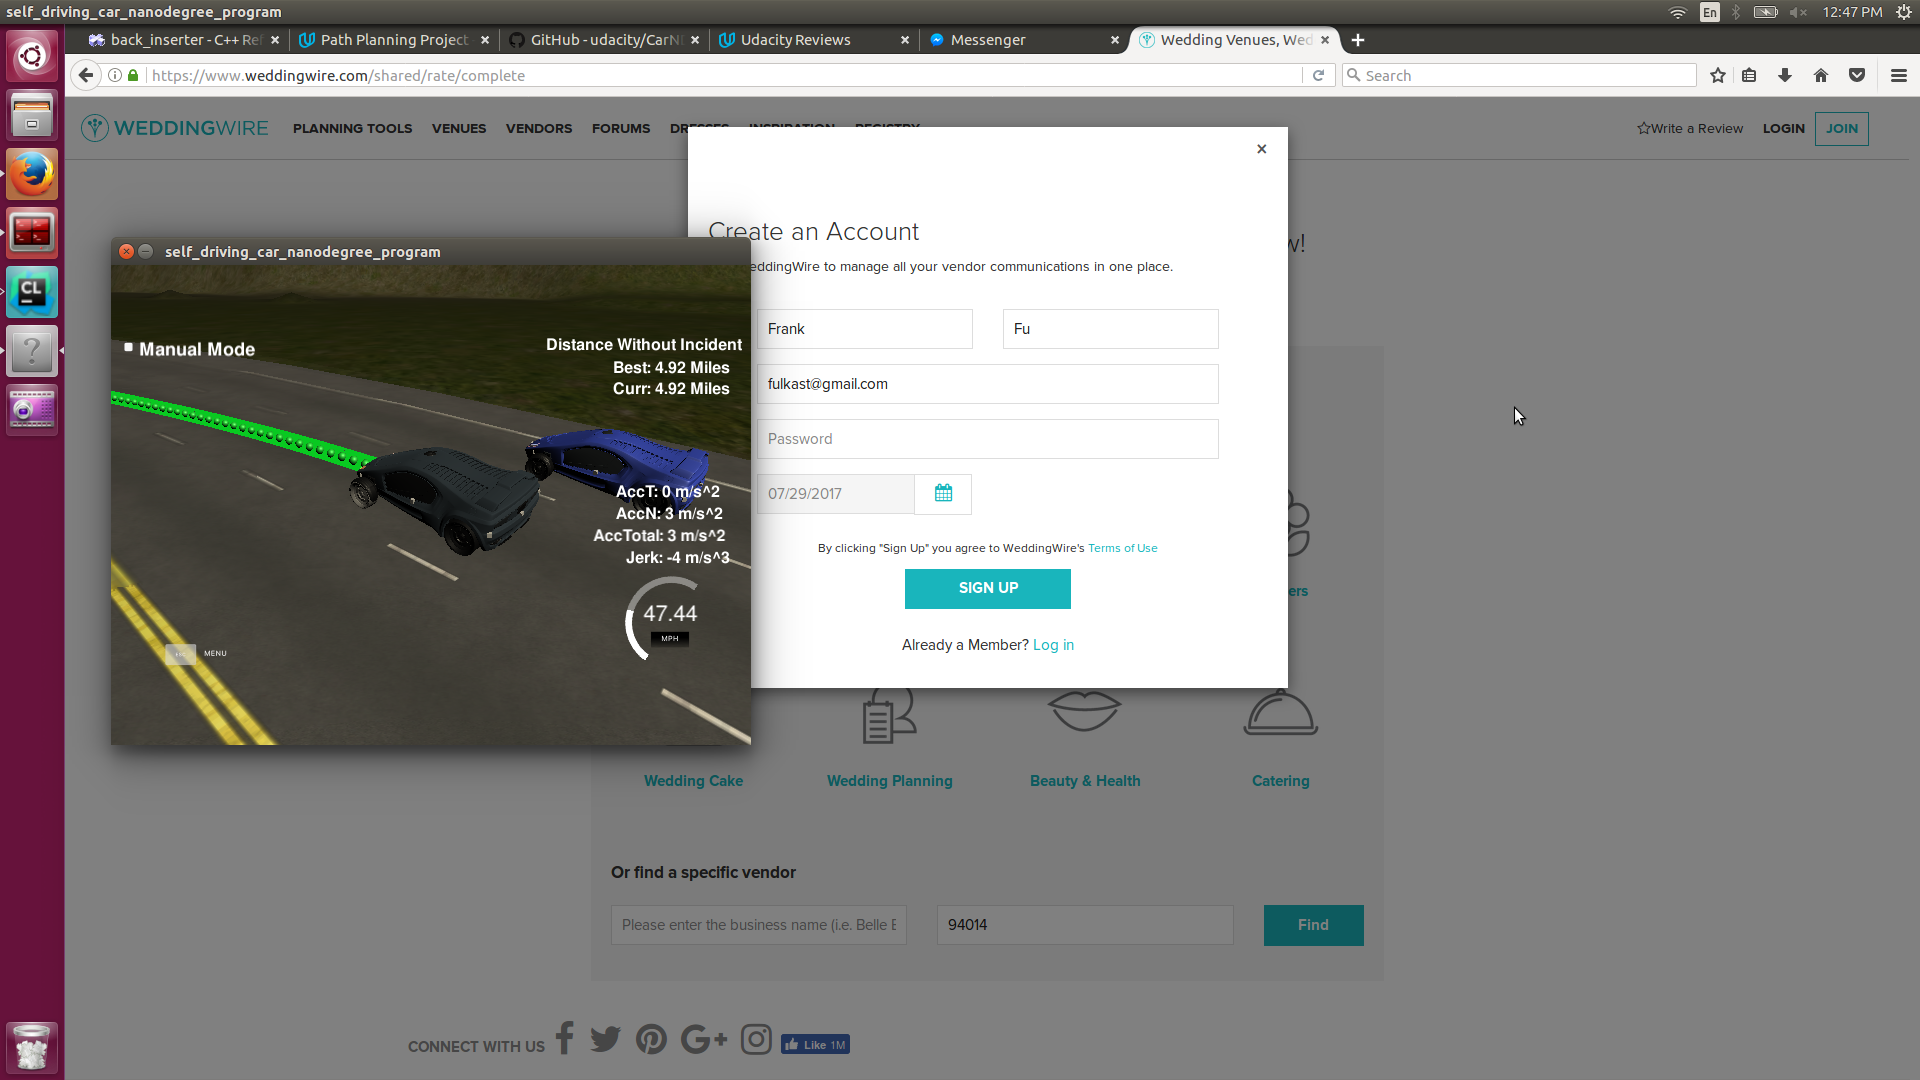 self_driving_car_nanodegree_program
En
12:47 PM
back_inserter - C++ Ref
Path Planning Project
GitHub - udacity/CarN
Udacity Reviews
Messenger
Wedding Venues, Wed
https://www.weddingwire.com/shared/rate/complete
Search
WEDDINGWIRE
PLANNING TOOLS
VENUES
VENDORS
FORUMS
DRESSES
INSPIRATION
REGISTRY
Write a Review
LOGIN
JOIN
Create an Account
w!
self_driving_car_nanodegree_program
eddingWire to manage all your vendor communications in one place.
Manual Mode
Distance Without Incident
Best: 4.92 Miles
Curr: 4.92 Miles
AccT: 0 m/s^2
AccN: 3 m/s^2
AccTotal: 3 m/s^2
Jerk: -4 m/s^3
47.44
MPH
MENU
Frank
Fu
fulkast@gmail.com
Password
07/29/2017
By clicking "Sign Up" you agree to WeddingWire's Terms of Use
SIGN UP
ers
Already a Member? Log in
CL
Wedding Cake
Wedding Planning
Beauty & Health
Catering
Or find a specific vendor
Please enter the business name (i.e. Belle E
94014
Find
CONNECT WITH US
Like 1M